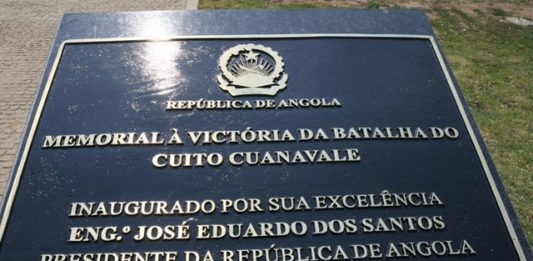 REPÚBLICA DE ANGOLA
MEMORIAL À VICTÓRIA DA BATALHA DO
CUITO CUANAVALE
INAUGURADO POR SUA EXCELÊNCIA
ENG.º JOSÉ EDUARDO DOS SANTOS
PRESIDENTE DA REPÚBLICA DE ANGOLA